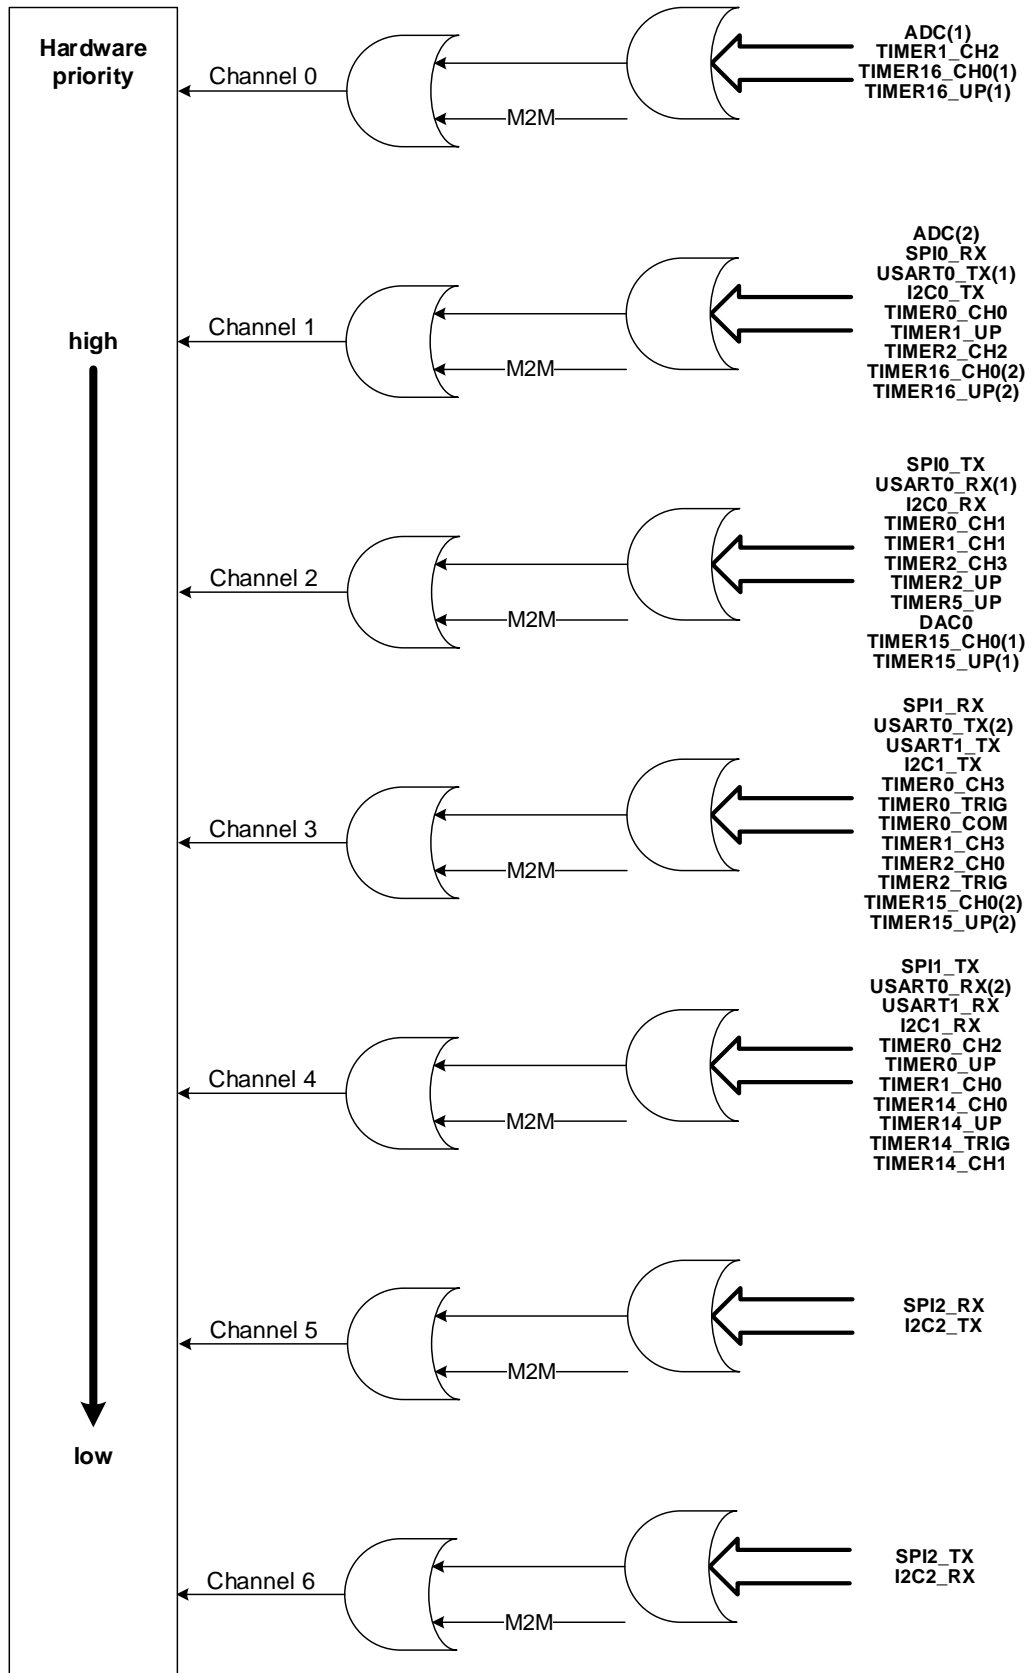 Hardware
priority
high
low
Channel 0
M2M
ADC(1)
TIMER1_CH2
TIMER16_CH0(1)
TIMER16_UP(1)
Channel 1
M2M
ADC(2)
SPI0_RX
USART0_TX(1)
I2C0_TX
TIMER0_CH0
TIMER1_UP
TIMER2_CH2
TIMER16_CH0(2)
TIMER16_UP(2)
Channel 2
M2M
SPI0_TX
USART0_RX(1)
I2C0_RX
TIMER0_CH1
TIMER1_CH1
TIMER2_CH3
TIMER2_UP
TIMER5_UP
DAC0
TIMER15_CH0(1)
TIMER15_UP(1)
Channel 3
M2M
SPI1_RX
USART0_TX(2)
USART1_TX
I2C1_TX
TIMER0_CH3
TIMER0_TRIG
TIMER0_COM
TIMER1_CH3
TIMER2_CH0
TIMER2_TRIG
TIMER15_CH0(2)
TIMER15_UP(2)
Channel 4
M2M
SPI1_TX
USART0_RX(2)
USART1_RX
I2C1_RX
TIMER0_CH2
TIMER0_UP
TIMER1_CH0
TIMER14_CH0
TIMER14_UP
TIMER14_TRIG
TIMER14_CH1
Channel 5
M2M
SPI2_RX
I2C2_TX
Channel 6
M2M
SPI2_TX
I2C2_RX